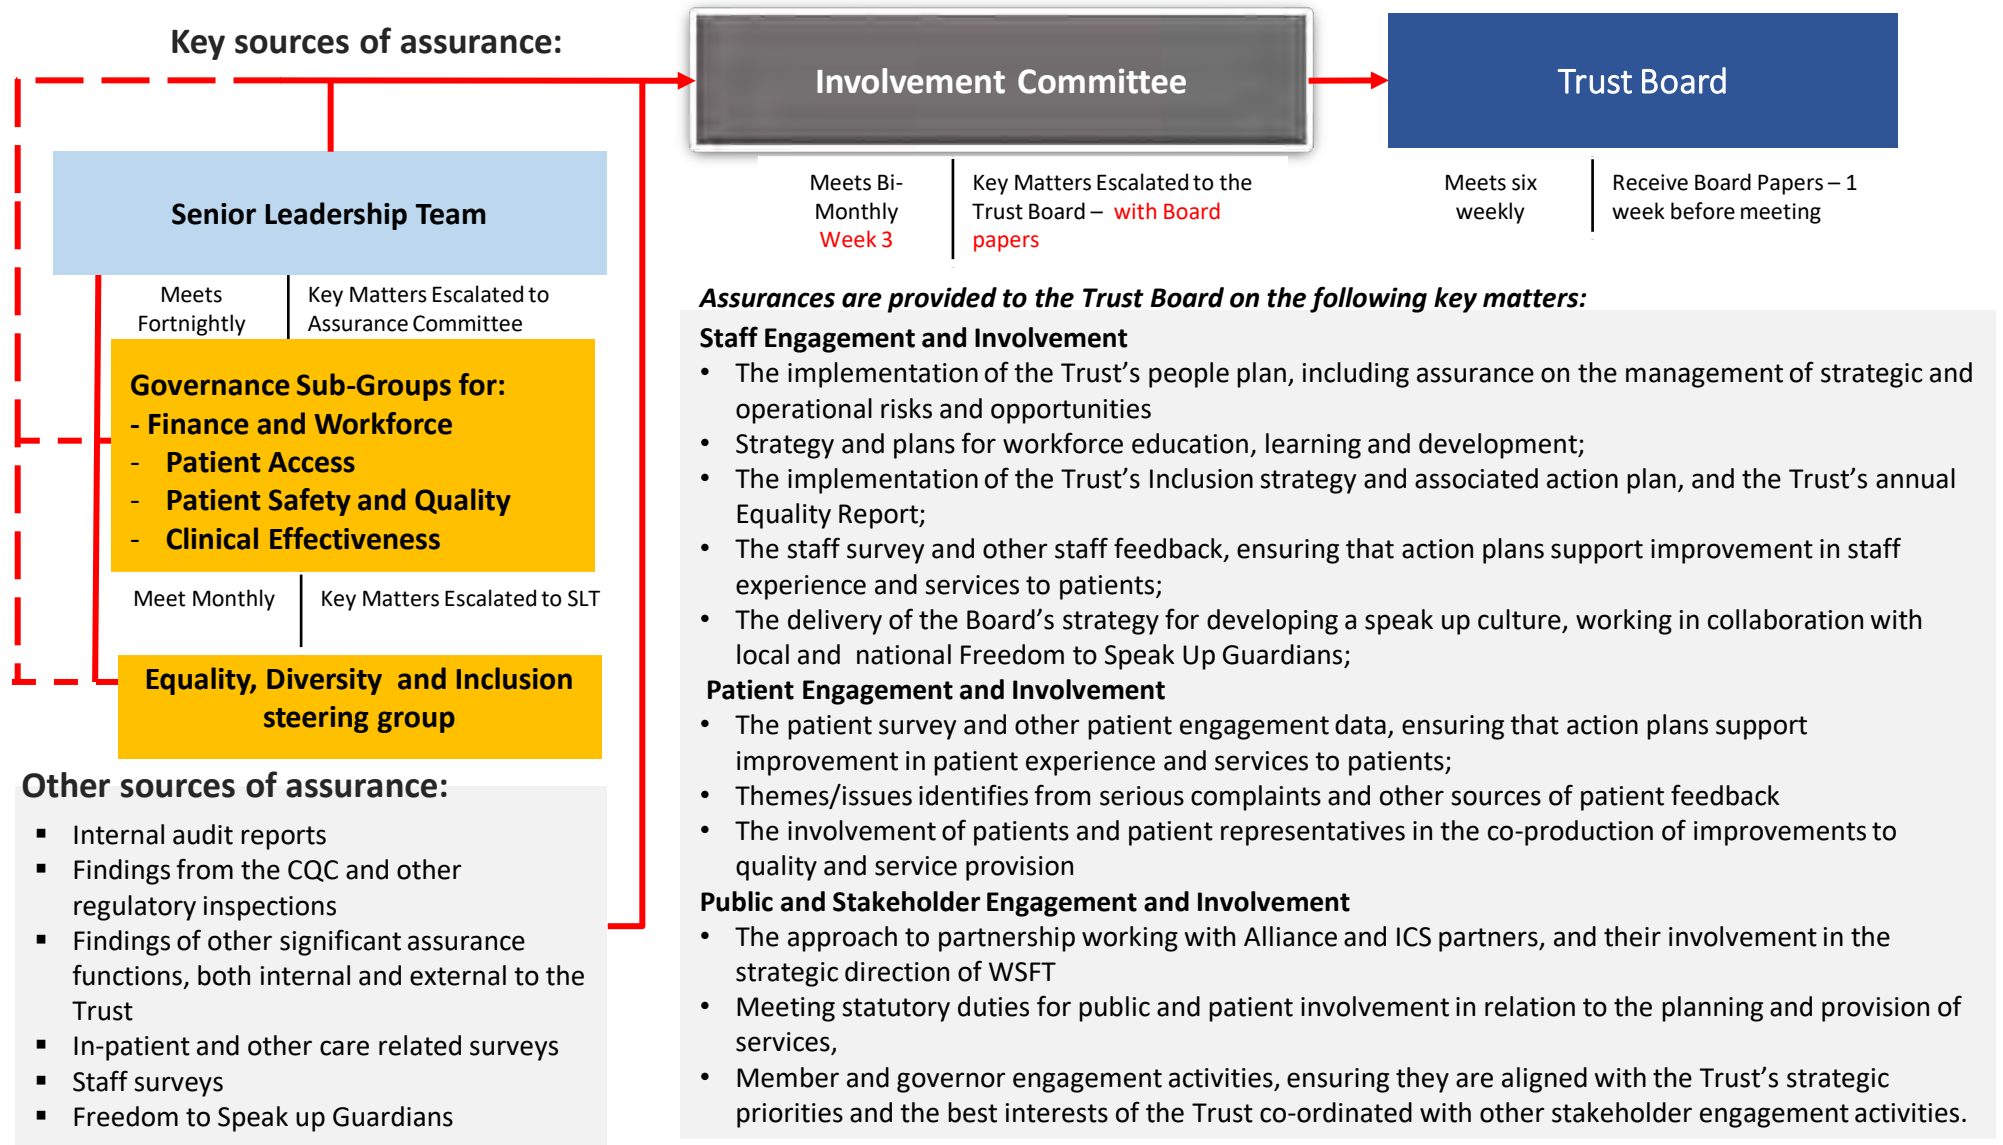 Key sources of assurance:
Involvement Committee
Trust Board
Senior Leadership Team
Meets
Fortnightly
Key Matters Escalated to
Assurance Committee
Governance Sub-Groups for:
- Finance and Workforce
- Patient Access
- Patient Safety and Quality
- Clinical Effectiveness
Meet Monthly
Key Matters Escalated to SLT
Equality, Diversity and Inclusion
steering group
Other sources of assurance:
▪ Internal audit reports
▪ Findings from the CQC and other
regulatory inspections
▪ Findings of other significant assurance
functions, both internal and external to the
Trust
▪ In-patient and other care related surveys
▪ Staff surveys
▪ Freedom to Speak up Guardians
Meets Bi-
Monthly
Week 3
Key Matters Escalated to the
Trust Board – with Board
papers
Meets six
weekly
Receive Board Papers – 1
week before meeting
Assurances are provided to the Trust Board on the following key matters:
Staff Engagement and Involvement
• The implementation of the Trust’s people plan, including assurance on the management of strategic and
operational risks and opportunities
• Strategy and plans for workforce education, learning and development;
• The implementation of the Trust’s Inclusion strategy and associated action plan, and the Trust’s annual
Equality Report;
• The staff survey and other staff feedback, ensuring that action plans support improvement in staff
experience and services to patients;
• The delivery of the Board’s strategy for developing a speak up culture, working in collaboration with
local and national Freedom to Speak Up Guardians;
Patient Engagement and Involvement
• The patient survey and other patient engagement data, ensuring that action plans support
improvement in patient experience and services to patients;
• Themes/issues identifies from serious complaints and other sources of patient feedback
• The involvement of patients and patient representatives in the co-production of improvements to
quality and service provision
Public and Stakeholder Engagement and Involvement
• The approach to partnership working with Alliance and ICS partners, and their involvement in the
strategic direction of WSFT
• Meeting statutory duties for public and patient involvement in relation to the planning and provision of
services,
• Member and governor engagement activities, ensuring they are aligned with the Trust’s strategic
priorities and the best interests of the Trust co-ordinated with other stakeholder engagement activities.